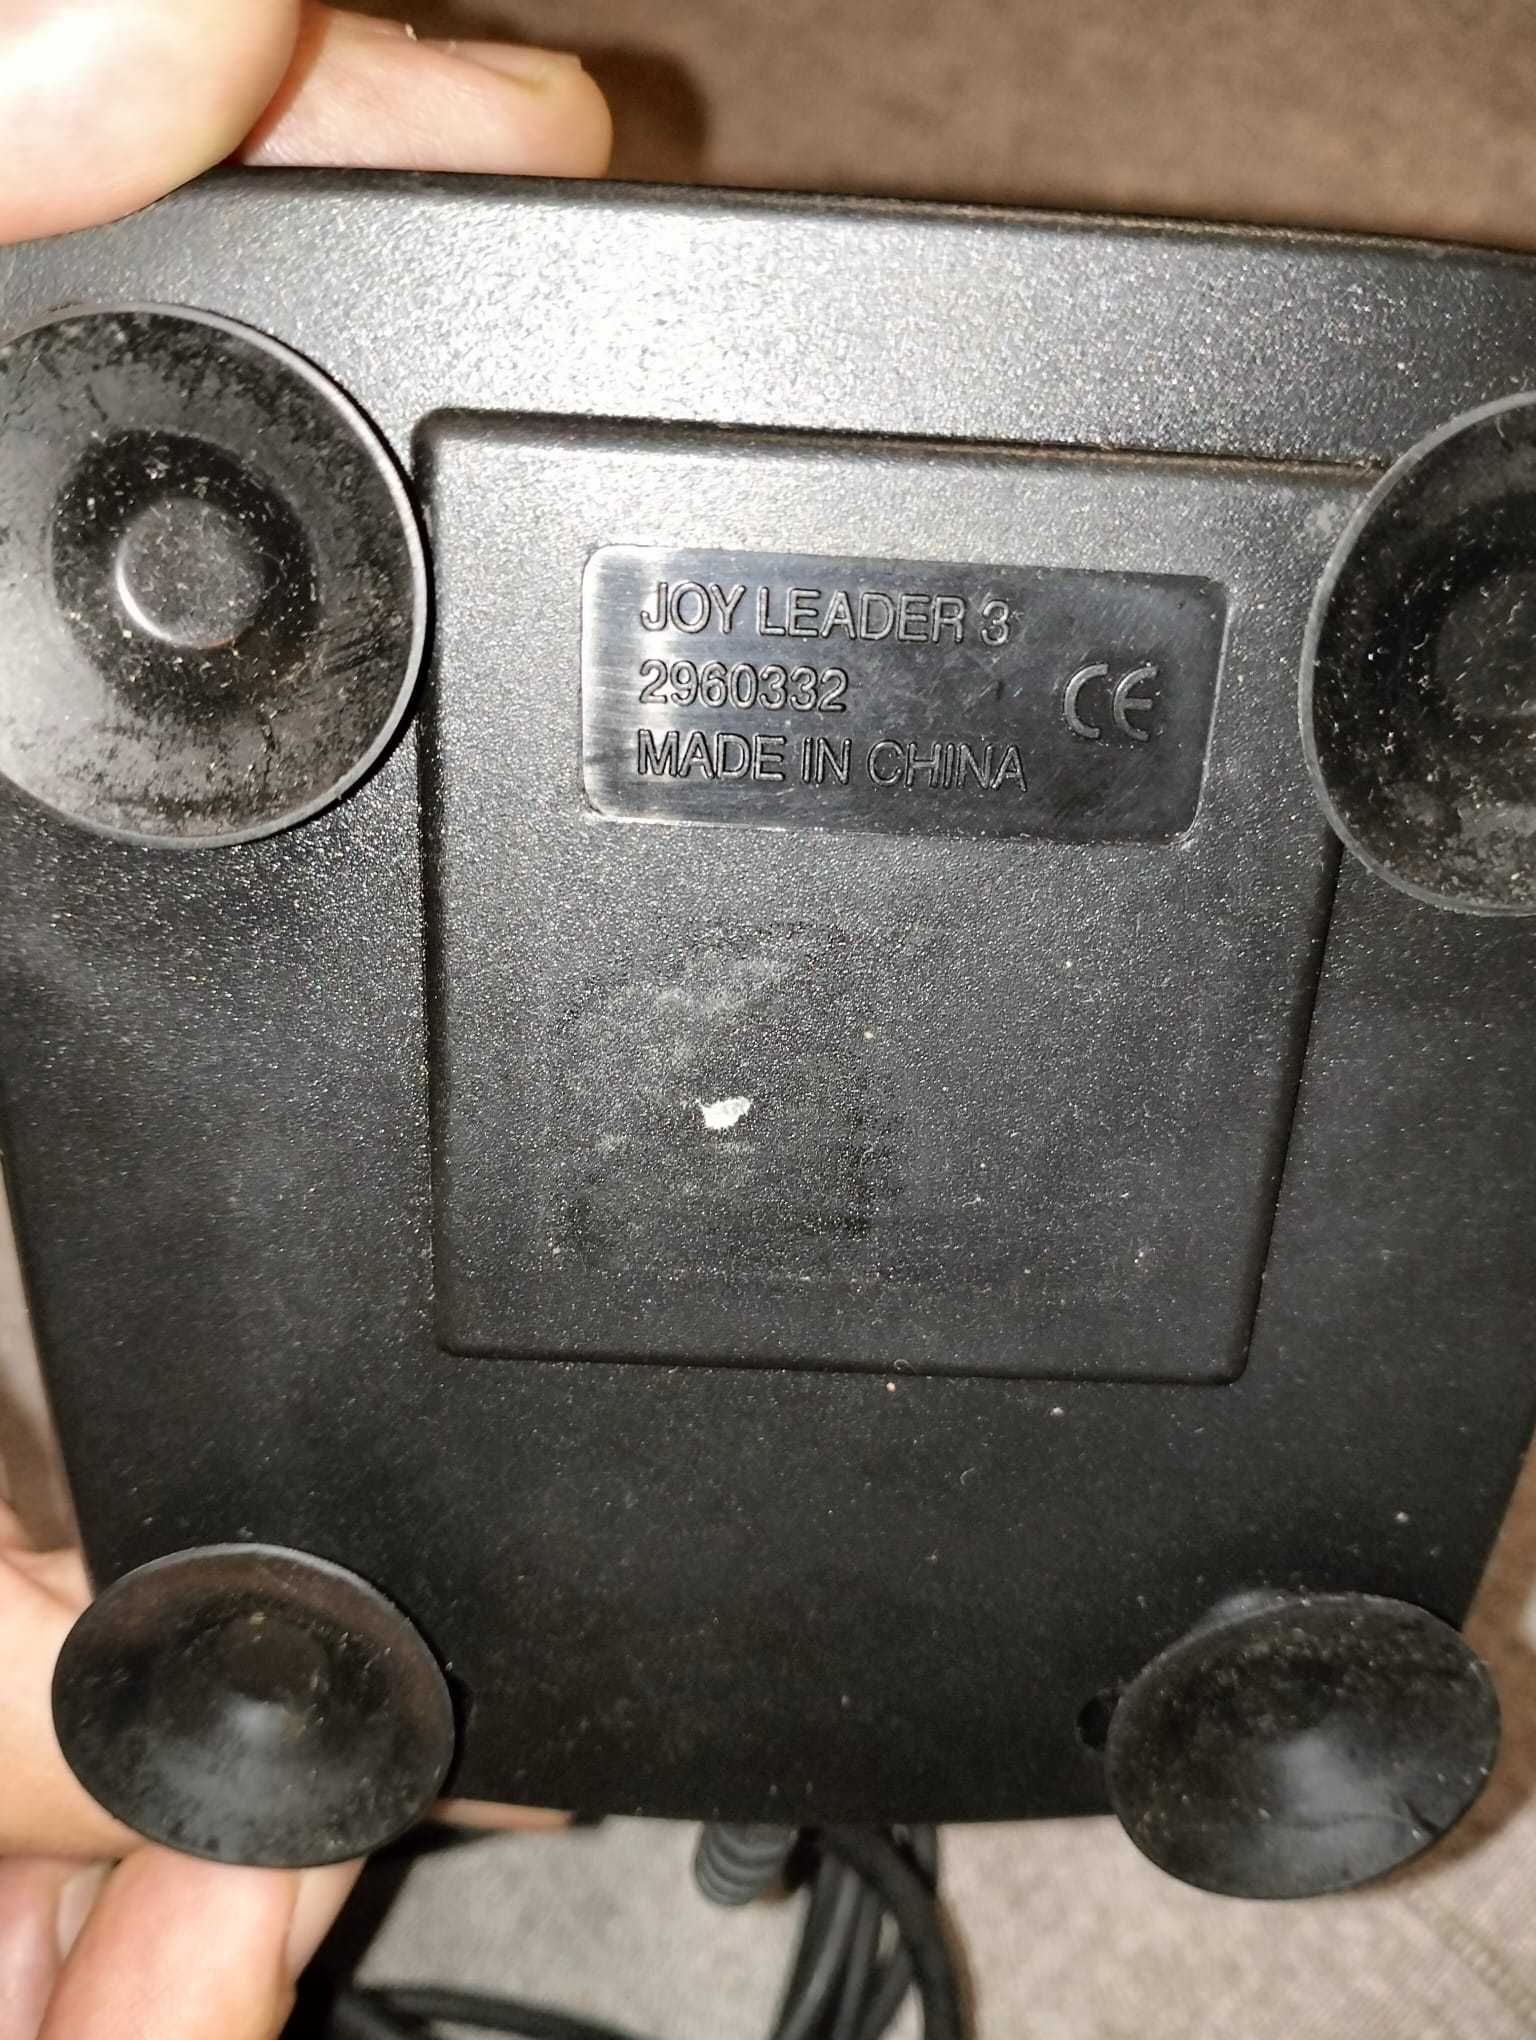 JOY LEADER 3
2960332
MADE IN CHINA
CE